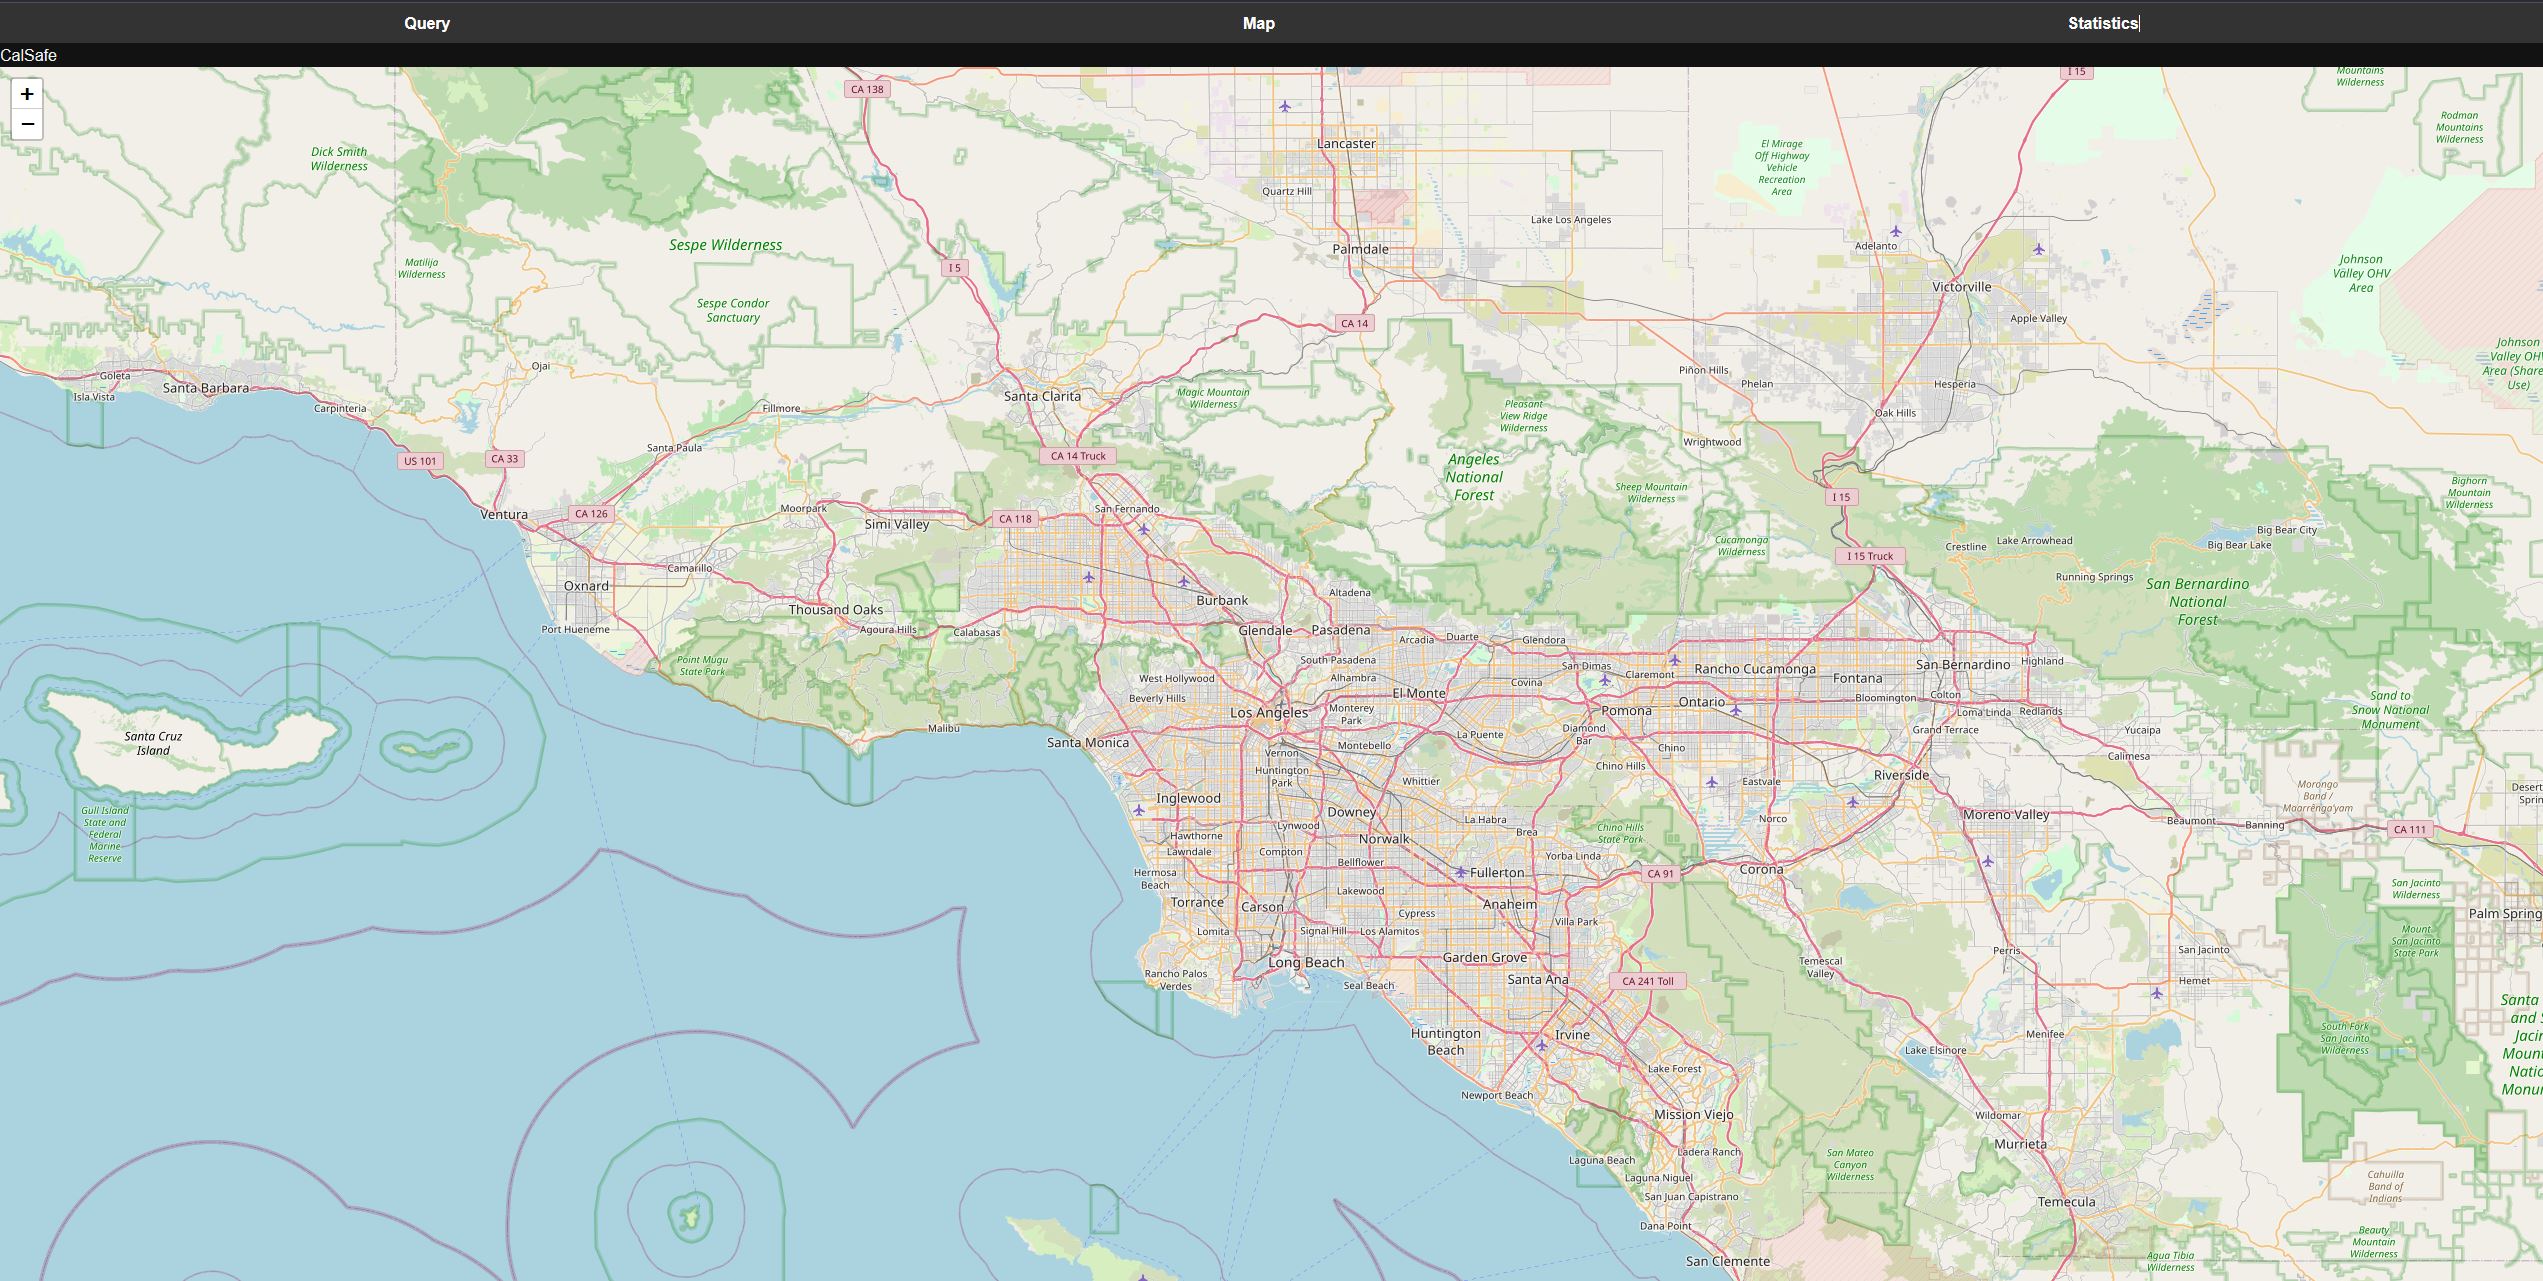 Query
Map
Statistics
CalSafe
+
−
CA 138
I 15
Mountains
Wilderness
Rodman
Mountains
Wilderness
Dick Smith
Wilderness
Lancaster
El Mirage
Off Highway
Vehicle
Recreation
Area
Quartz Hill
Lake Los Angeles
Sespe Wilderness
Palmdale
Adelanto
Matilija
Wilderness
I 5
Johnson
Valley OHV
Area
Victorville
Sespe Condor
Sanctuary
CA 14
Apple Valley
Johnson
Valley OHV
Area (Share
Use)
Goleta
Santa Barbara
Isla Vista
Ojai
Piñon Hills
Phelan
Hesperia
Carpinteria
Fillmore
Santa Clarita
Magic Mountain
Wilderness
Pleasant
View Ridge
Wilderness
Oak Hills
Wrightwood
Santa Paula
US 101
CA 33
CA 14 Truck
Angeles
National
Forest
Sheep Mountain
Wilderness
I 15
Bighorn
Mountain
Wilderness
Ventura
CA 126
Moorpark
Simi Valley
CA 118
San Fernando
Cucamonga
Wilderness
Crestline
Lake Arrowhead
Big Bear City
Big Bear Lake
I 15 Truck
Running Springs
San Bernardino
National
Forest
Oxnard
Camarillo
Thousand Oaks
Burbank
Altadena
Port Hueneme
Agoura Hills
Calabasas
Glendale
Pasadena
Arcadia
Duarte
Glendora
Point Mugu
State Park
South Pasadena
San Dimas
Claremont
Rancho Cucamonga
San Bernardino
Highland
West Hollywood
Alhambra
Covina
Fontana
Beverly Hills
El Monte
Ontario
Bloomington
Colton
Loma Linda
Redlands
Sand to
Snow National
Monument
Los Angeles
Monterey
Park
Pomona
Santa Cruz
Island
Malibu
Santa Monica
La Puente
Diamond
Bar
Grand Terrace
Yucaipa
Vernon
Montebello
Chino
Calimesa
Huntington
Park
Whittier
Chino Hills
Eastvale
Riverside
Morongo
Band /
Maarrênga'yam
Desert
Sprin
Gull Island
State and
Federal
Marine
Reserve
Inglewood
Downey
La Habra
Norco
Moreno Valley
Beaumont
Banning
CA 111
Hawthorne
Lynwood
Norwalk
Brea
Chino Hills
State Park
Lawndale
Compton
Bellflower
Yorba Linda
Hermosa
Beach
Fullerton
CA 91
Corona
Lakewood
San Jacinto
Wilderness
Torrance
Carson
Cypress
Anaheim
Villa Park
Palm Spring
Lomita
Signal Hill
Los Alamitos
Mount
San Jacinto
State Park
Rancho Palos
Verdes
Long Beach
Garden Grove
Temescal
Valley
Perris
San Jacinto
Seal Beach
Santa Ana
CA 241 Toll
Hemet
Santa
and S
Jacin
Mount
Natio
Monu
Huntington
Beach
Irvine
Menifee
South Fork
San Jacinto
Wilderness
Lake Elsinore
Lake Forest
Newport Beach
Mission Viejo
Wildomar
Murrieta
Laguna Beach
Ladera Ranch
San Mateo
Canyon
Wilderness
Laguna Niguel
Cahuilla
Band of
Indians
San Juan Capistrano
Temecula
Dana Point
Beauty
Mountain
Wilderness
San Clemente
Agua Tibia
Wilderness